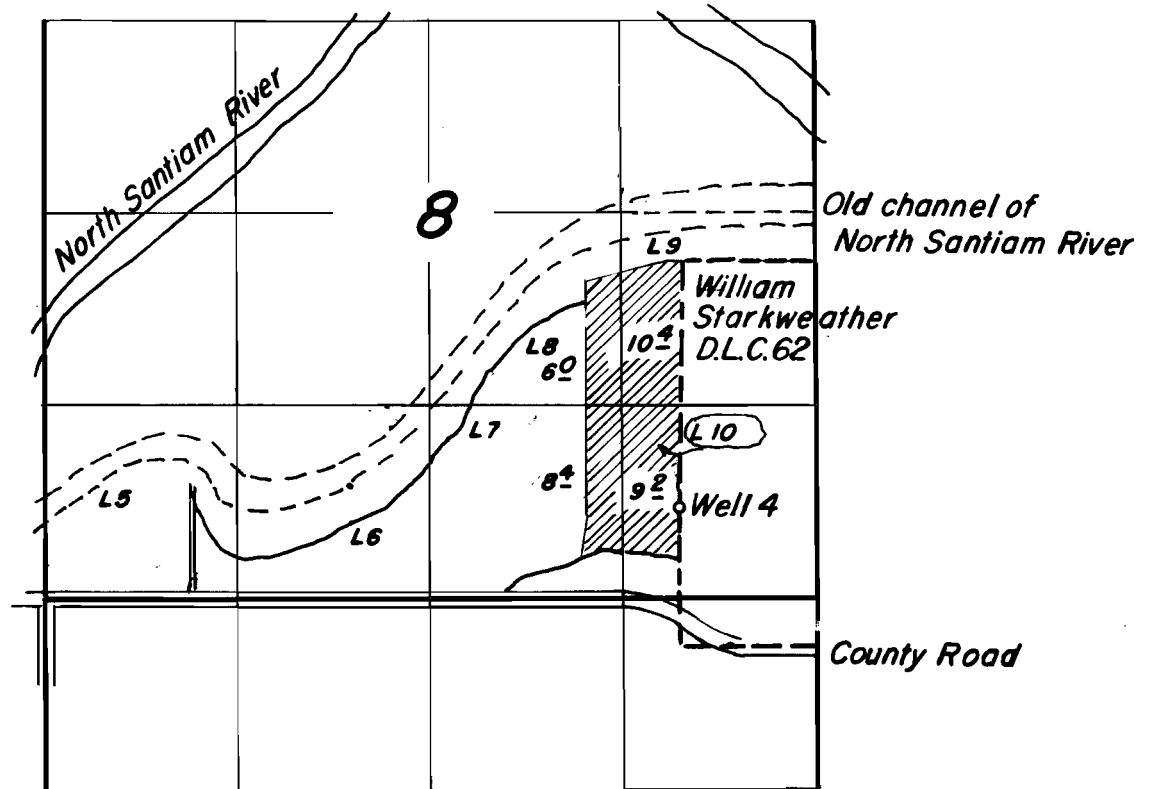 North Santiam River
8
Old channel of
North Santiam River
L9
William
Starkweather
D.L.C. 62
L8
6 0
10 4
L7
L10
L5
8 4
9 2
Well 4
L6
County Road